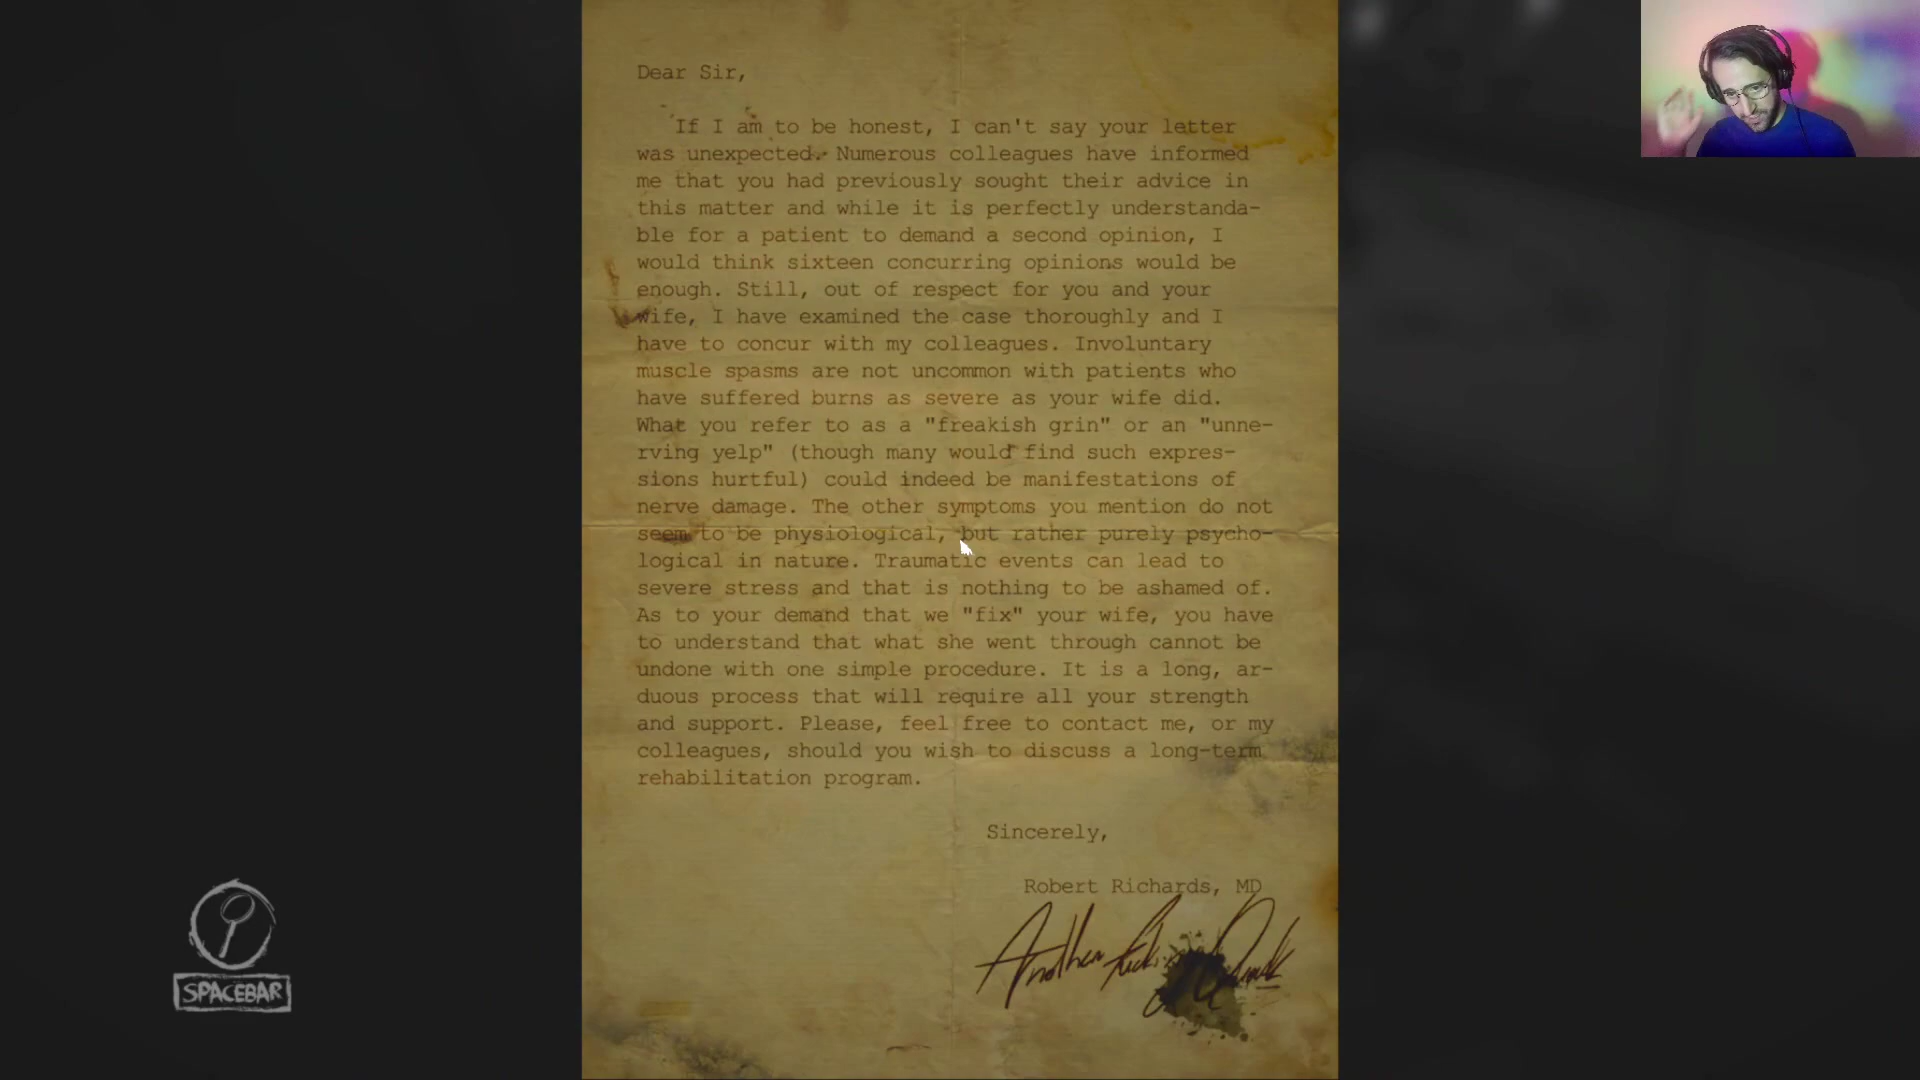 Dear Sir,
If I am to be honest, I can't say your letter
was unexpected. Numerous colleagues have informed
me that you had previously sought their advice in
this matter and while it is perfectly understanda-
ble for a patient to demand a second opinion, I
would think sixteen concurring opinions would be
enough. Still, out of respect for you and your
wife, I have examined the case thoroughly and I
have to concur with my colleagues. Involuntary
muscle spasms are not uncommon with patients who
have suffered burns as severe as your wife did.
What you refer to as a "freakish grin" or an "unne-
rving yelp" (though many would find such expres-
sions hurtful) could indeed be manifestations of
nerve damage. The other symptoms you mention do not
seem to be physiological, but rather purely psycho-
logical in nature. Traumatic events can lead to
severe stress and that is nothing to be ashamed of.
As to your demand that we "fix" your wife, you have
to understand that what she went through cannot be
undone with one simple procedure. It is a long, ar-
duous process that will require all your strength
and support. Please, feel free to contact me, or my
colleagues, should you wish to discuss a long-term
rehabilitation program.
Sincerely,
Robert Richards, MD
Another
SPACEBAR